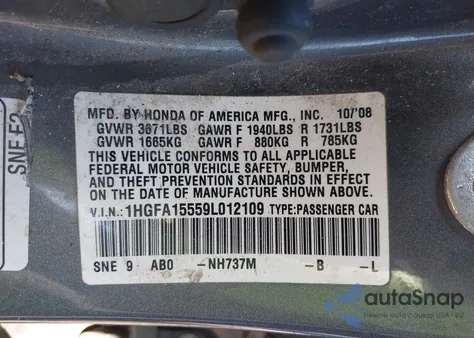 MFD. BY HONDA OF AMERICA MFG., INC. 10/'08
GVWR 3671LBS GAWR F 1940LBS R 1731LBS
GVWR 1665KG GAWR F 880KG R 785KG
THIS VEHICLE CONFORMS TO ALL APPLICABLE
FEDERAL MOTOR VEHICLE SAFETY, BUMPER,
AND THEFT PREVENTION STANDARDS IN EFFECT
ON THE DATE OF MANUFACTURE SHOWN ABOVE.
V.I.N.: 1HGFA15559L012109 TYPE:PASSENGER CAR
SNE 9 AB0 -NH737M -B -L
SNE
autoSnap